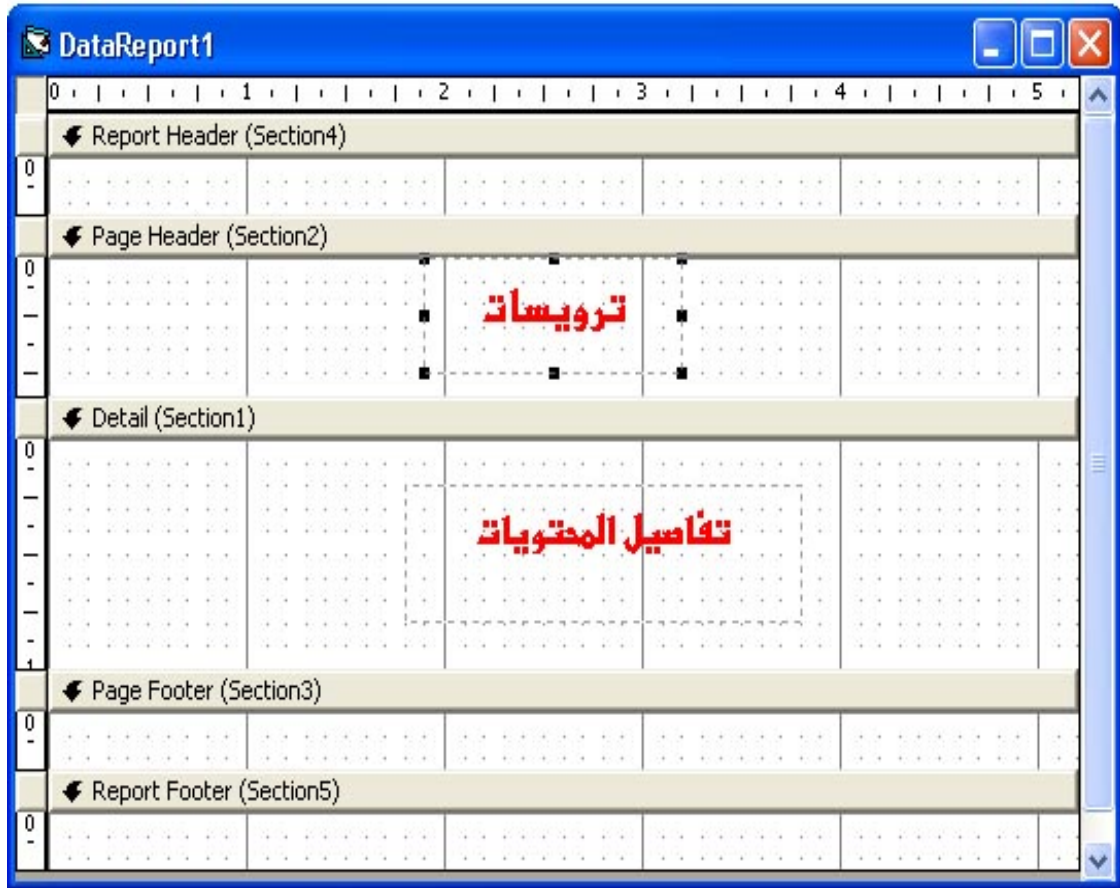 DataReport1
0 1 2 3 4 5
Report Header (Section4)
0
Page Header (Section2)
0
ترويسات
Detail (Section1)
0
تفاصيل المحتويات
1
Page Footer (Section3)
0
Report Footer (Section5)
0